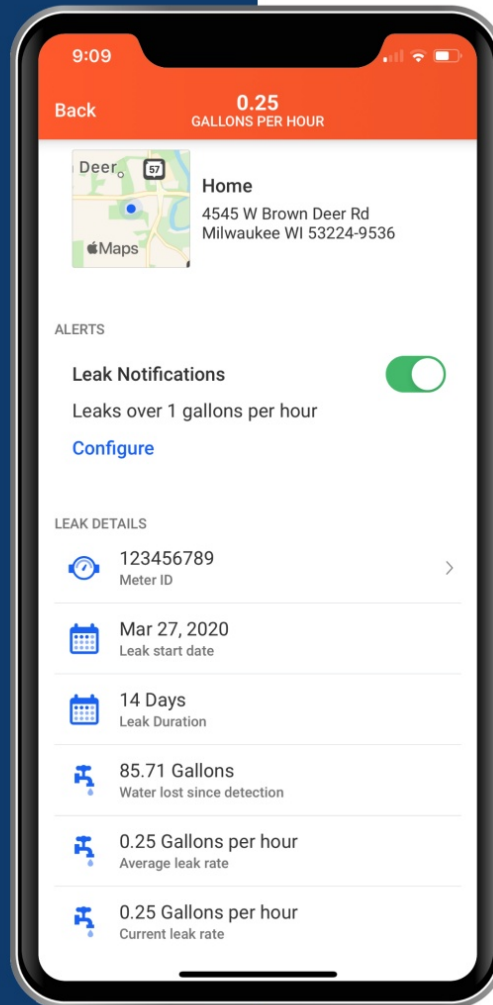 9:09
Back
0.25
GALLONS PER HOUR
Deer
57
Maps
Home
4545 W Brown Deer Rd
Milwaukee WI 53224-9536
ALERTS
Leak Notifications
Leaks over 1 gallons per hour
Configure
LEAK DETAILS
123456789
Meter ID
Mar 27, 2020
Leak start date
14 Days
Leak Duration
85.71 Gallons
Water lost since detection
0.25 Gallons per hour
Average leak rate
0.25 Gallons per hour
Current leak rate